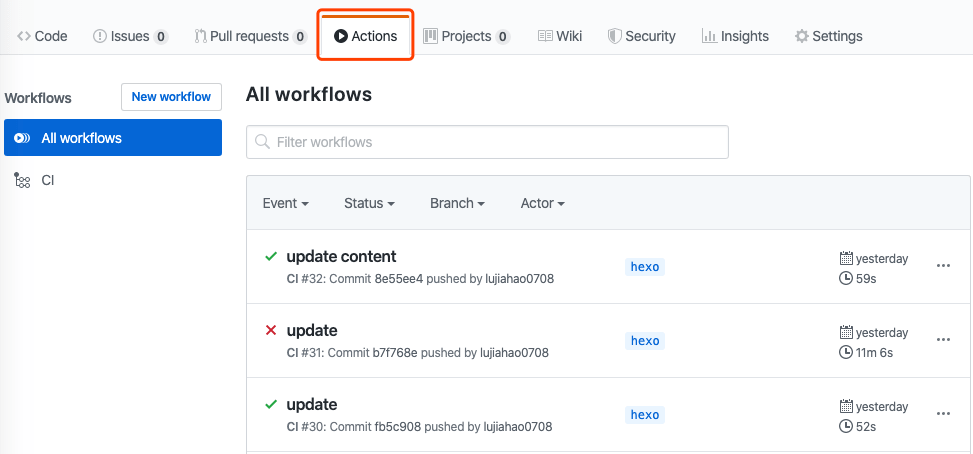 Code Issues 0 Pull requests 0 Actions Projects 0 Wiki Security Insights Settings
Workflows New workflow
All workflows
CI
All workflows
Filter workflows
Event Status Branch Actor
update content
CI #32: Commit 8e55ee4 pushed by lujiahao0708
hexo
yesterday
59s
update
CI #31: Commit b7f768e pushed by lujiahao0708
hexo
yesterday
11m 6s
update
CI #30: Commit fb5c908 pushed by lujiahao0708
hexo
yesterday
52s